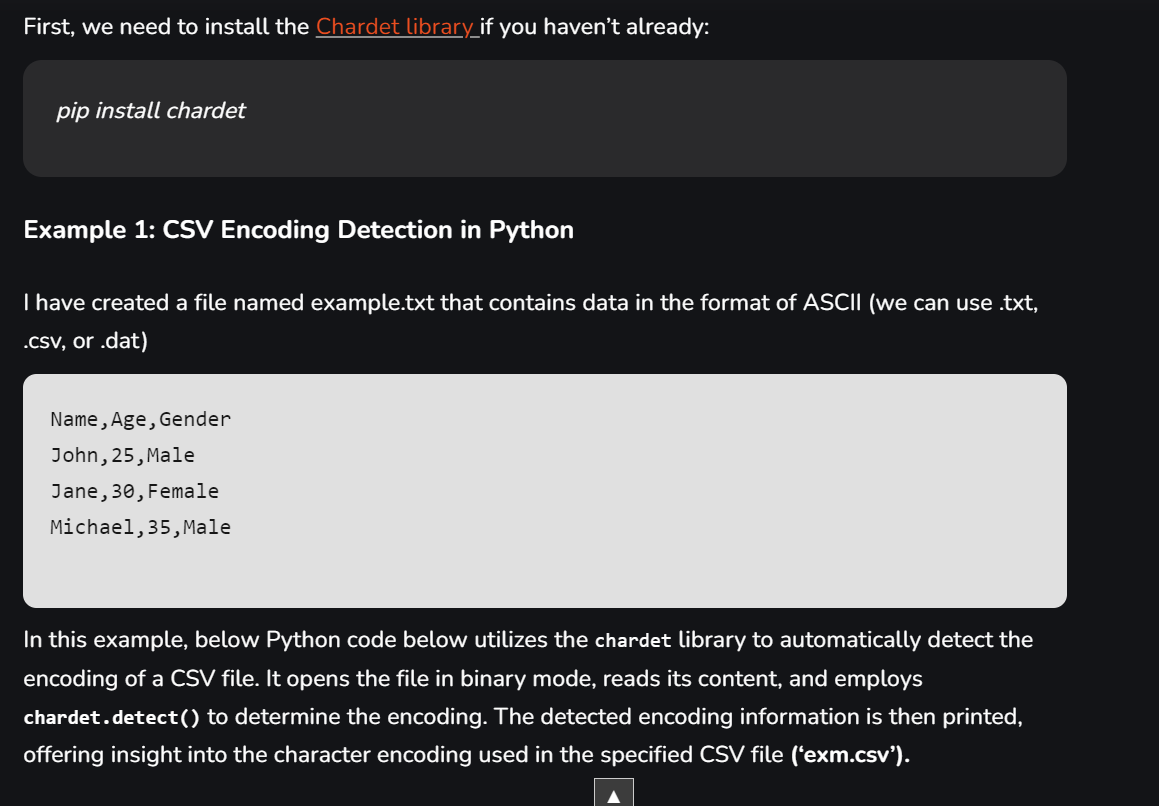 First, we need to install the Chardet library if you haven’t already:
pip install chardet
Example 1: CSV Encoding Detection in Python
I have created a file named example.txt that contains data in the format of ASCII (we can use .txt,
.csv, or .dat)
Name,Age,Gender
John,25,Male
Jane,30,Female
Michael,35,Male
In this example, below Python code below utilizes the chardet library to automatically detect the
encoding of a CSV file. It opens the file in binary mode, reads its content, and employs
chardet.detect() to determine the encoding. The detected encoding information is then printed,
offering insight into the character encoding used in the specified CSV file (‘exm.csv’).